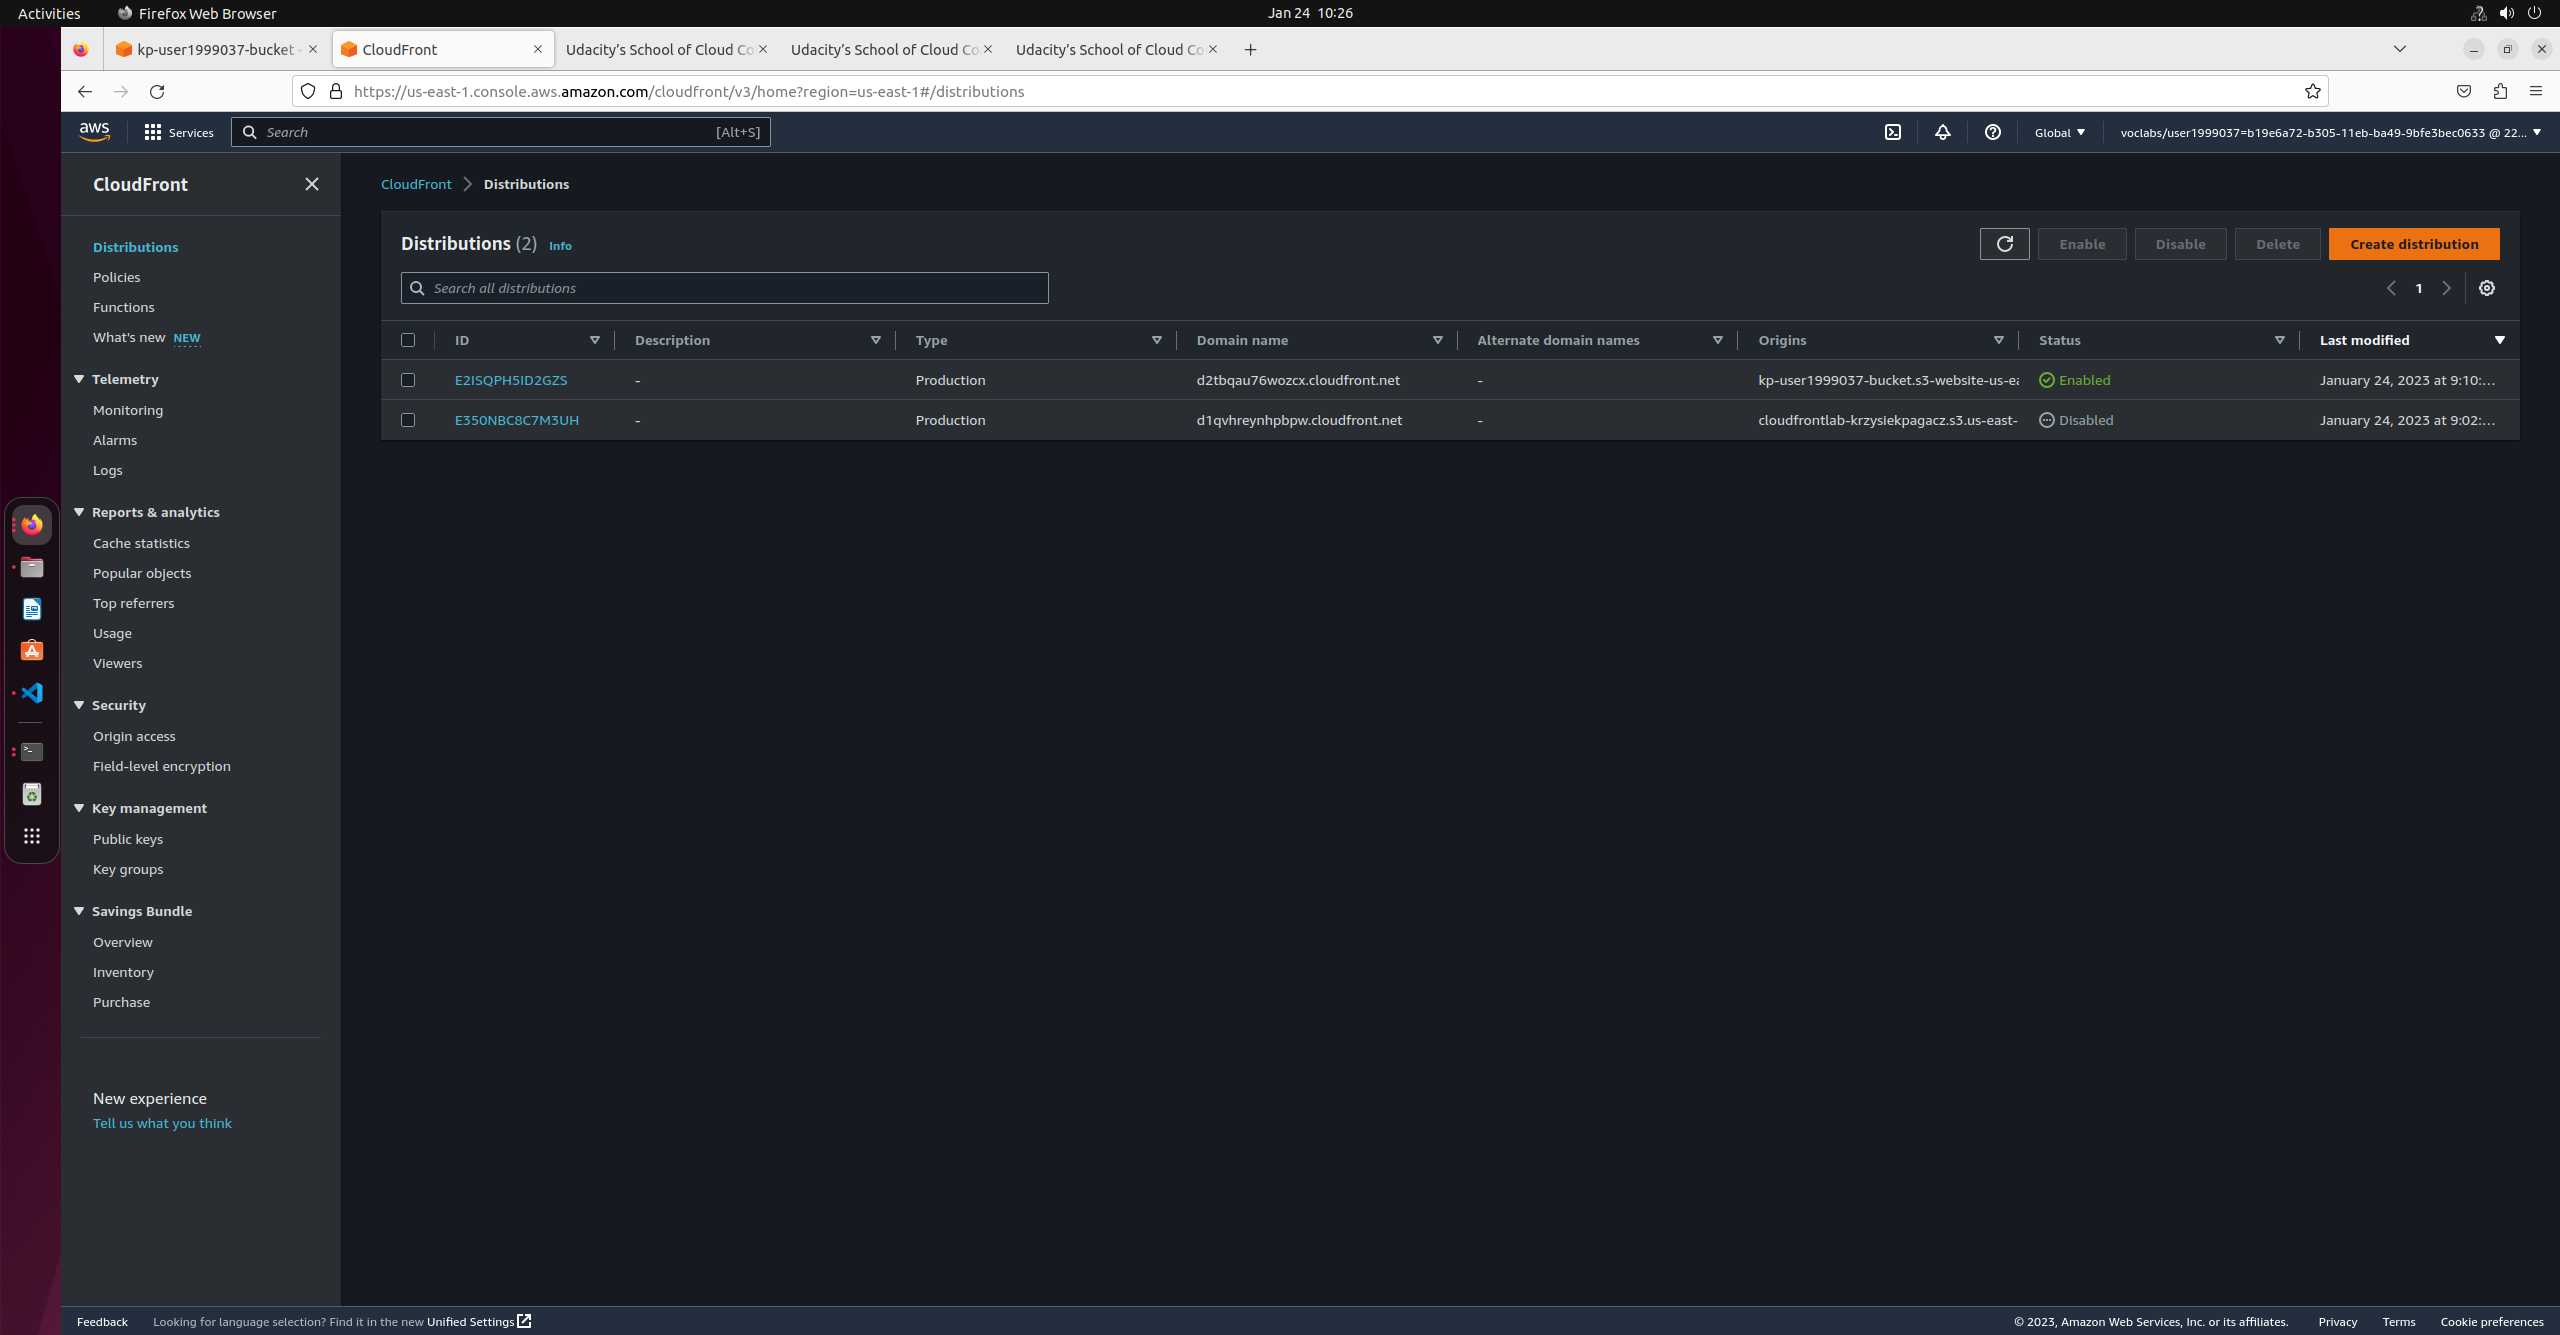 Activities Firefox Web Browser Jan 24 10:26
kp-user1999037-bucket - CloudFront Udacity’s School of Cloud Co Udacity’s School of Cloud Co Udacity’s School of Cloud Co
https://us-east-1.console.aws.amazon.com/cloudfront/v3/home?region=us-east-1#/distributions
aws Services Search [Alt+S] Global voclabs/user1999037=b19e6a72-b305-11eb-ba49-9bfe3bec0633 @ 22...
CloudFront
Distributions
Policies
Functions
What's new NEW
Telemetry
Monitoring
Alarms
Logs
Reports & analytics
Cache statistics
Popular objects
Top referrers
Usage
Viewers
Security
Origin access
Field-level encryption
Key management
Public keys
Key groups
Savings Bundle
Overview
Inventory
Purchase
New experience
Tell us what you think
CloudFront Distributions
Distributions (2) Info Enable Disable Delete Create distribution
Search all distributions 1
ID Description Type Domain name Alternate domain names Origins Status Last modified
E2ISQPH5ID2GZS - Production d2tbqau76wozcx.cloudfront.net - kp-user1999037-bucket.s3-website-us-ea Enabled January 24, 2023 at 9:10:...
E350NBC8C7M3UH - Production d1qvhreynhpbpw.cloudfront.net - cloudfrontlab-krzysiekpagacz.s3.us-east- Disabled January 24, 2023 at 9:02:...
Feedback Looking for language selection? Find it in the new Unified Settings © 2023, Amazon Web Services, Inc. or its affiliates. Privacy Terms Cookie preferences